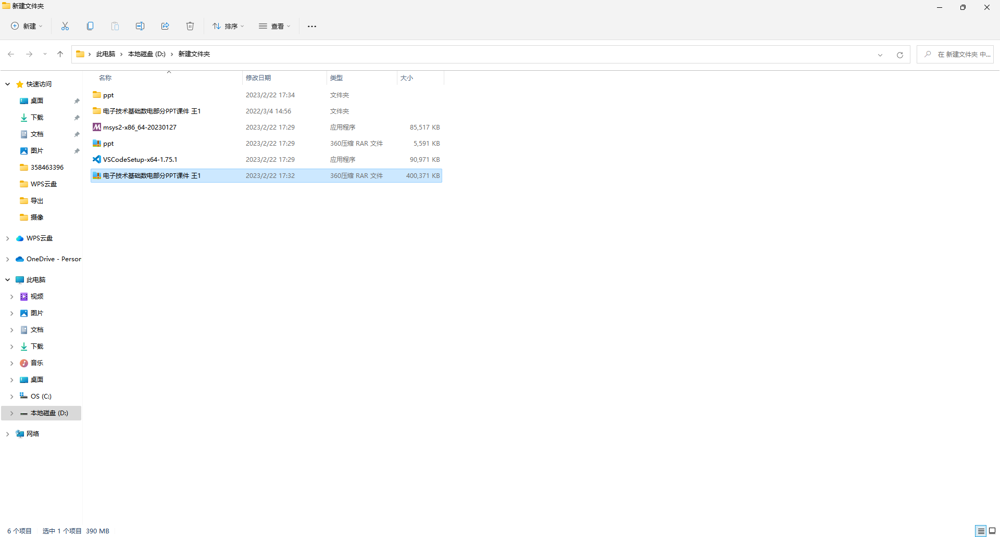 新建文件夹
新建 排序 查看
此电脑 本地磁盘 (D:) 新建文件夹 在 新建文件夹 中...
名称 修改日期 类型 大小
ppt 2023/2/22 17:34 文件夹
电子技术基础数电部分PPT课件 王1 2022/3/4 14:56 文件夹
msys2-x86_64-20230127 2023/2/22 17:29 应用程序 85,517 KB
ppt 2023/2/22 17:29 360压缩 RAR 文件 5,591 KB
VSCodeSetup-x64-1.75.1 2023/2/22 17:29 应用程序 90,971 KB
电子技术基础数电部分PPT课件 王1 2023/2/22 17:32 360压缩 RAR 文件 400,371 KB
快速访问
桌面
下载
文档
图片
358463396
WPS云盘
导出
摄像
WPS云盘
OneDrive - Person
此电脑
视频
图片
文档
下载
音乐
桌面
OS (C:)
本地磁盘 (D:)
网络
6 个项目 选中 1 个项目 390 MB